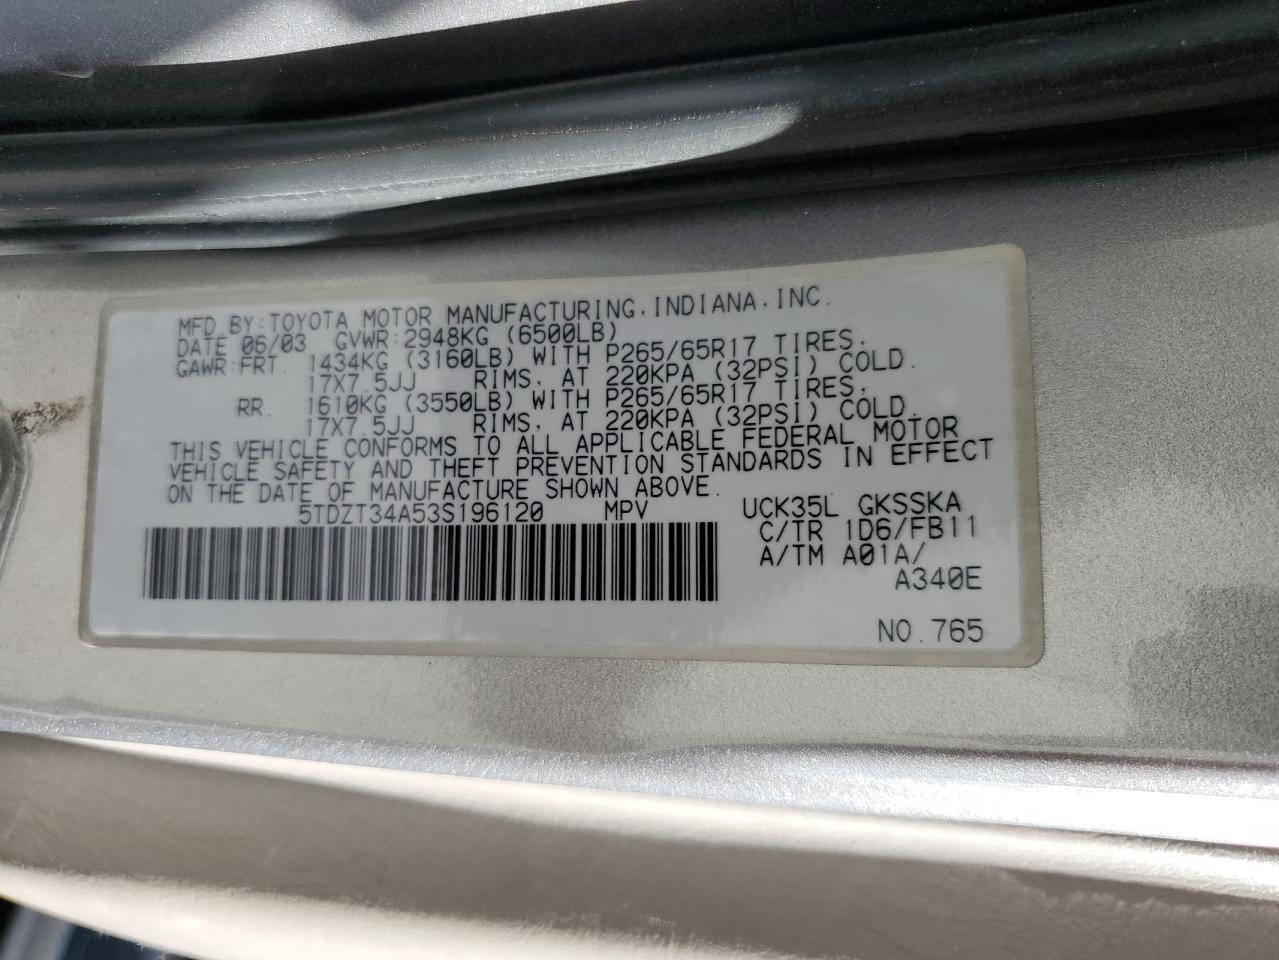 MFD BY: TOYOTA MOTOR MANUFACTURING, INDIANA, INC.
DATE 06/03 GVWR: 2948KG (6500LB)
GAWR: FRT. 1434KG (3160LB) WITH P265/65R17 TIRES,
17X7.5JJ RIMS, AT 220KPA (32PSI) COLD.
RR. 1610KG (3550LB) WITH P265/65R17 TIRES,
17X7.5JJ RIMS, AT 220KPA (32PSI) COLD.
THIS VEHICLE CONFORMS TO ALL APPLICABLE FEDERAL MOTOR
VEHICLE SAFETY AND THEFT PREVENTION STANDARDS IN EFFECT
ON THE DATE OF MANUFACTURE SHOWN ABOVE.
5TDZT34A53S196120 MPV UCK35L GKSSKA
C/TR 1D6/FB11
A/TM A01A/
A340E
NO.765